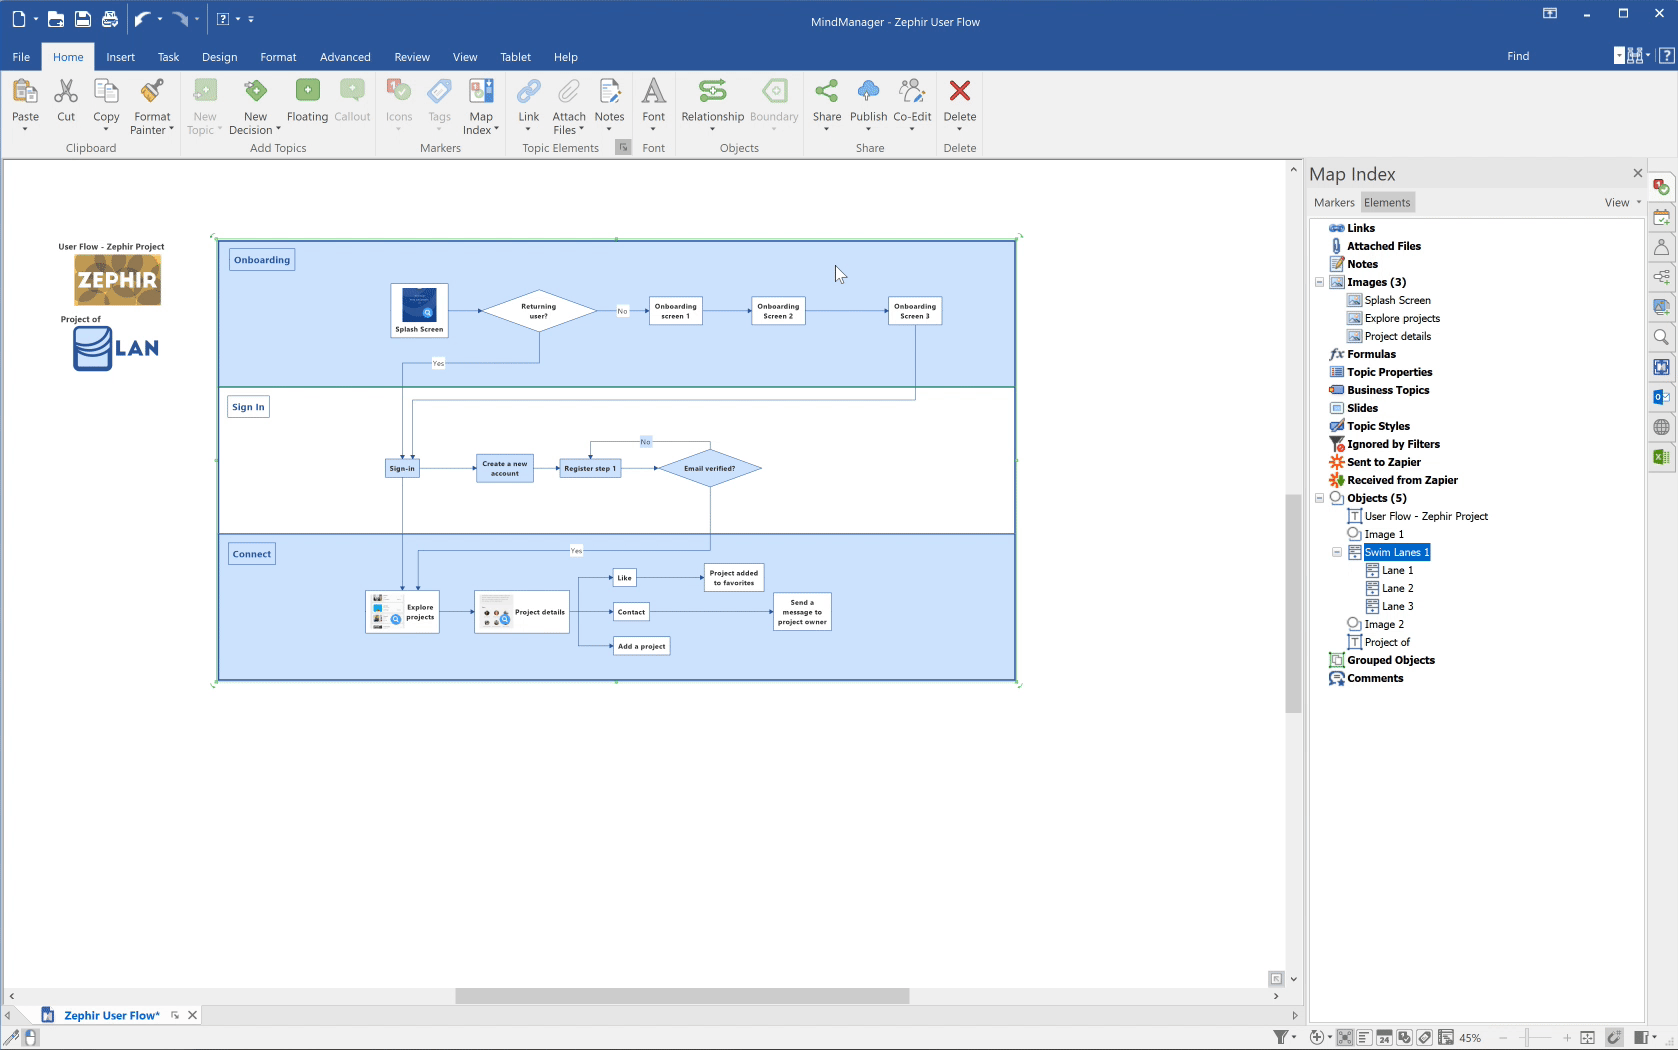 MindManager - Zephir User Flow
File Home Insert Task Design Format Advanced Review View Tablet Help Find
Paste
Cut
Copy
Format
Painter
Clipboard
New
Topic
New
Decision
Floating
Callout
Add Topics
Icons
Tags
Map
Index
Markers
Link
Attach
Files
Notes
Topic Elements
Font
Font
Relationship
Boundary
Objects
Share
Publish
Co-Edit
Share
Delete
Delete
User Flow - Zephir Project
ZEPHIR
Project of
LAN
Onboarding
Splash Screen
Returning
user?
No
Onboarding
screen 1
Onboarding
Screen 2
Onboarding
Screen 3
Yes
Sign In
Sign-in
Create a new
account
Register step 1
No
Email verified?
Connect
Yes
Explore
projects
Project details
Like
Project added
to favorites
Contact
Send a
message to
project owner
Add a project
Map Index
Markers Elements View
Links
Attached Files
Notes
Images (3)
Splash Screen
Explore projects
Project details
fx Formulas
Topic Properties
Business Topics
Slides
Topic Styles
Ignored by Filters
Sent to Zapier
Received from Zapier
Objects (5)
User Flow - Zephir Project
Image 1
Swim Lanes 1
Lane 1
Lane 2
Lane 3
Image 2
Project of
Grouped Objects
Comments
Zephir User Flow*
24
45%